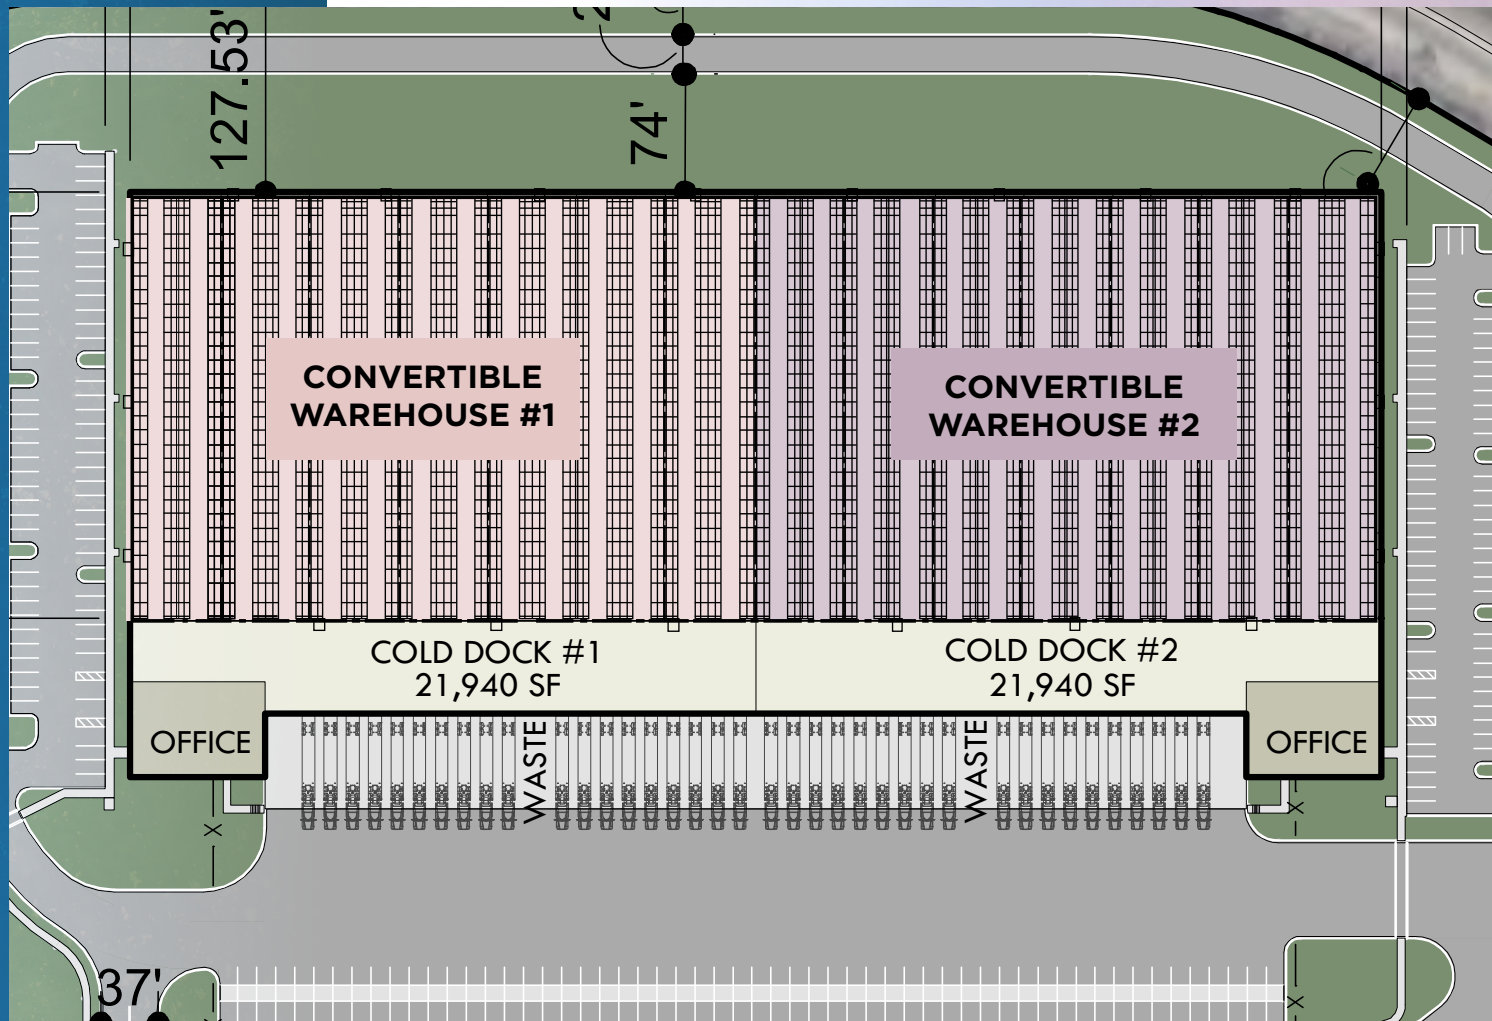 127.53'
74'
CONVERTIBLE
WAREHOUSE #1
CONVERTIBLE
WAREHOUSE #2
COLD DOCK #1
21,940 SF
COLD DOCK #2
21,940 SF
OFFICE
WASTE
WASTE
OFFICE
X
X
37'
X